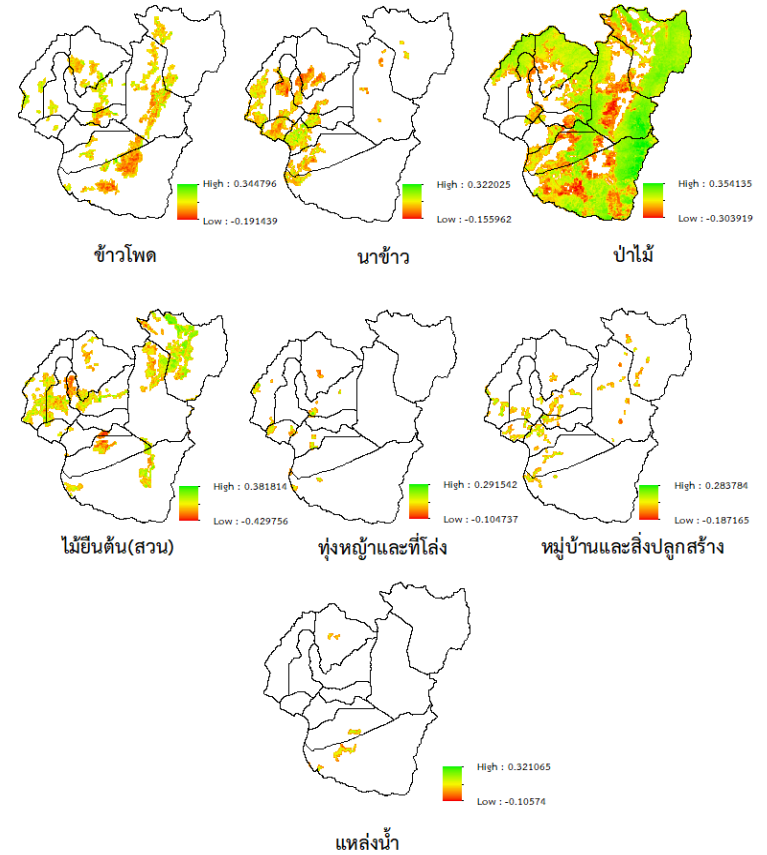 High : 0.344796
Low : -0.191439
ข้าวโพด
High : 0.322025
Low : -0.155962
นาข้าว
High : 0.354135
Low : -0.303919
ป่าไม้
High : 0.381814
Low : -0.429756
ไม้ยืนต้น(สวน)
High : 0.291542
Low : -0.104737
ทุ่งหญ้าและที่โล่ง
High : 0.283784
Low : -0.187165
หมู่บ้านและสิ่งปลูกสร้าง
High : 0.321065
Low : -0.10574
แหล่งน้ำ